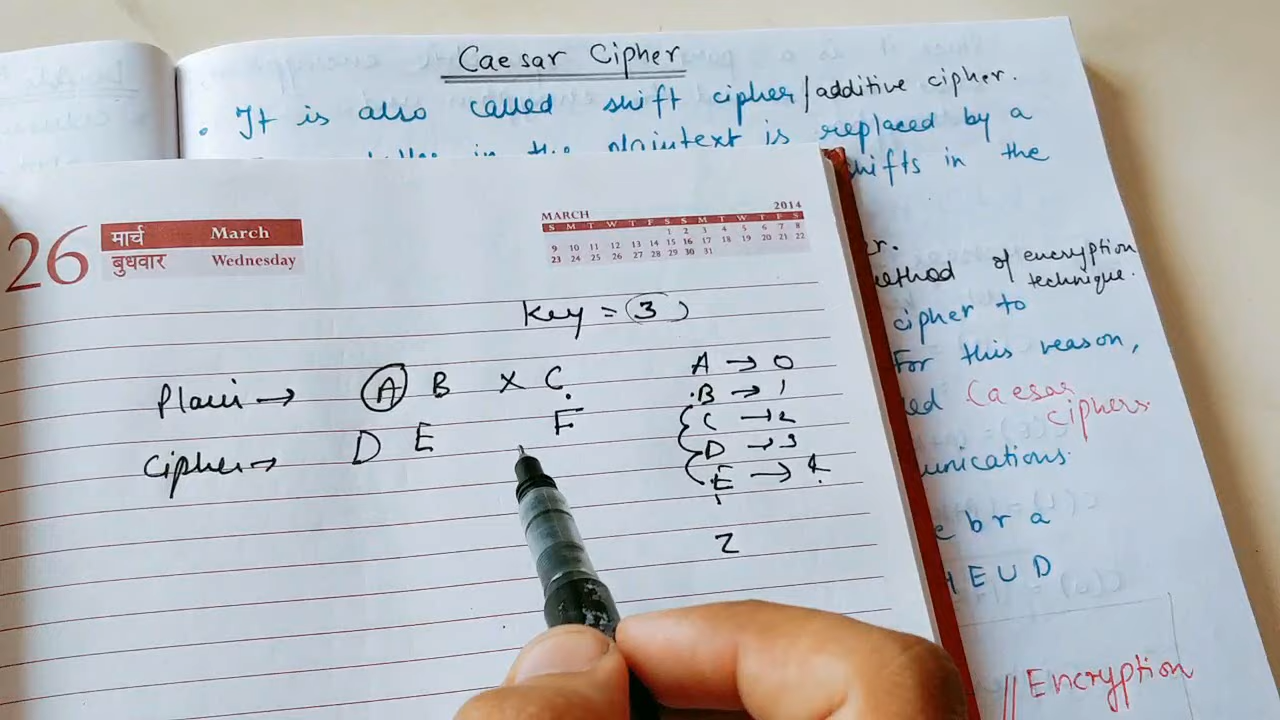 Caesar Cipher
• It is also called shift cipher/additive cipher.
in the plaintext is replaced by a
shifts in the
er.
method of encryption
technique.
cipher to
For this reason,
Caesar
ciphers.
unications
e b r a
H E U D
// Encryption
26 मार्च March
बुधवार Wednesday
MARCH 2014
S M T W T F S S M T W T F S
1 2 3 4 5 6 7 8
9 10 11 12 13 14 15 16 17 18 19 20 21 22
23 24 25 26 27 28 29 30 31
Key = 3
Plain → A B X C
Cipher → D E F
A → 0
B → 1
C → 2
D → 3
E → 4
Z